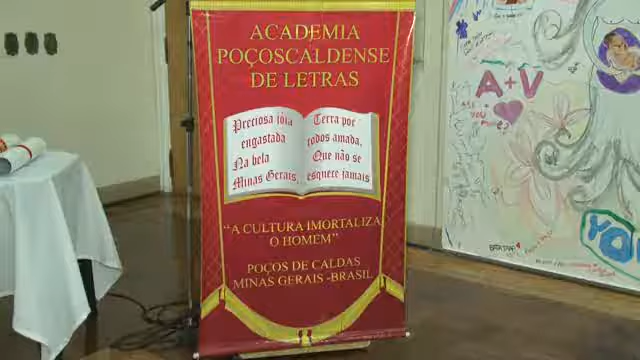 ACADEMIA
POÇOSCALDENSE
DE LETRAS
Preciosa jóia
engastada
Na bela
Minas Gerais,
Terra por
todos amada,
Que não se
esquece jamais
"A CULTURA IMORTALIZA
O HOMEM"
POÇOS DE CALDAS
MINAS GERAIS -BRASIL
A+V
YOU